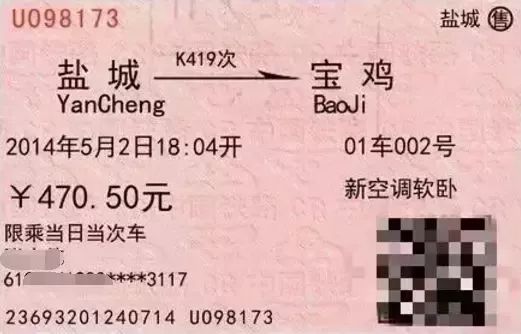 U098173 盐城 售
K419次
盐城 宝鸡
YanCheng BaoJi
2014年5月2日18:04开 01车002号
￥470.50元 新空调软卧
限乘当日当次车
****3117
23693201240714 U098173